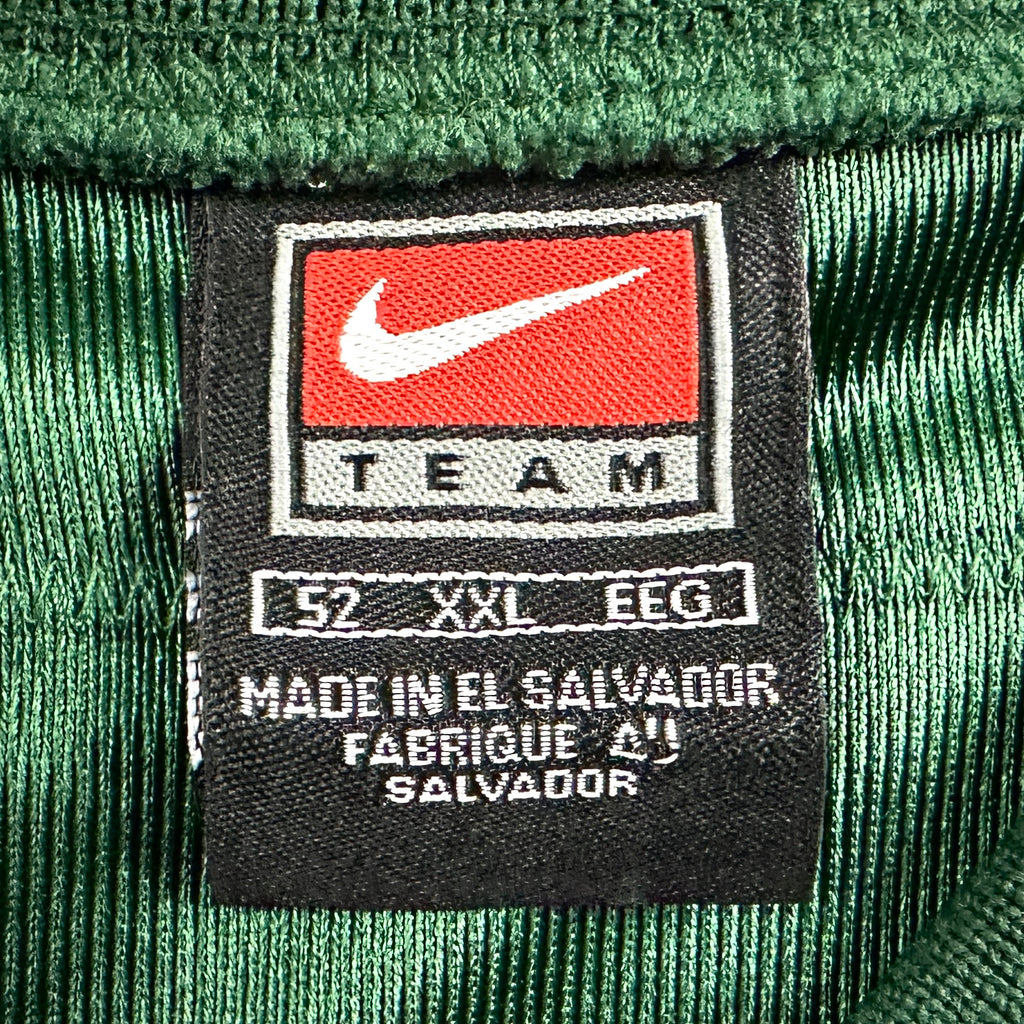 TEAM
52 XXL EEG
MADE IN EL SALVADOR
FABRIQUE AU
SALVADOR